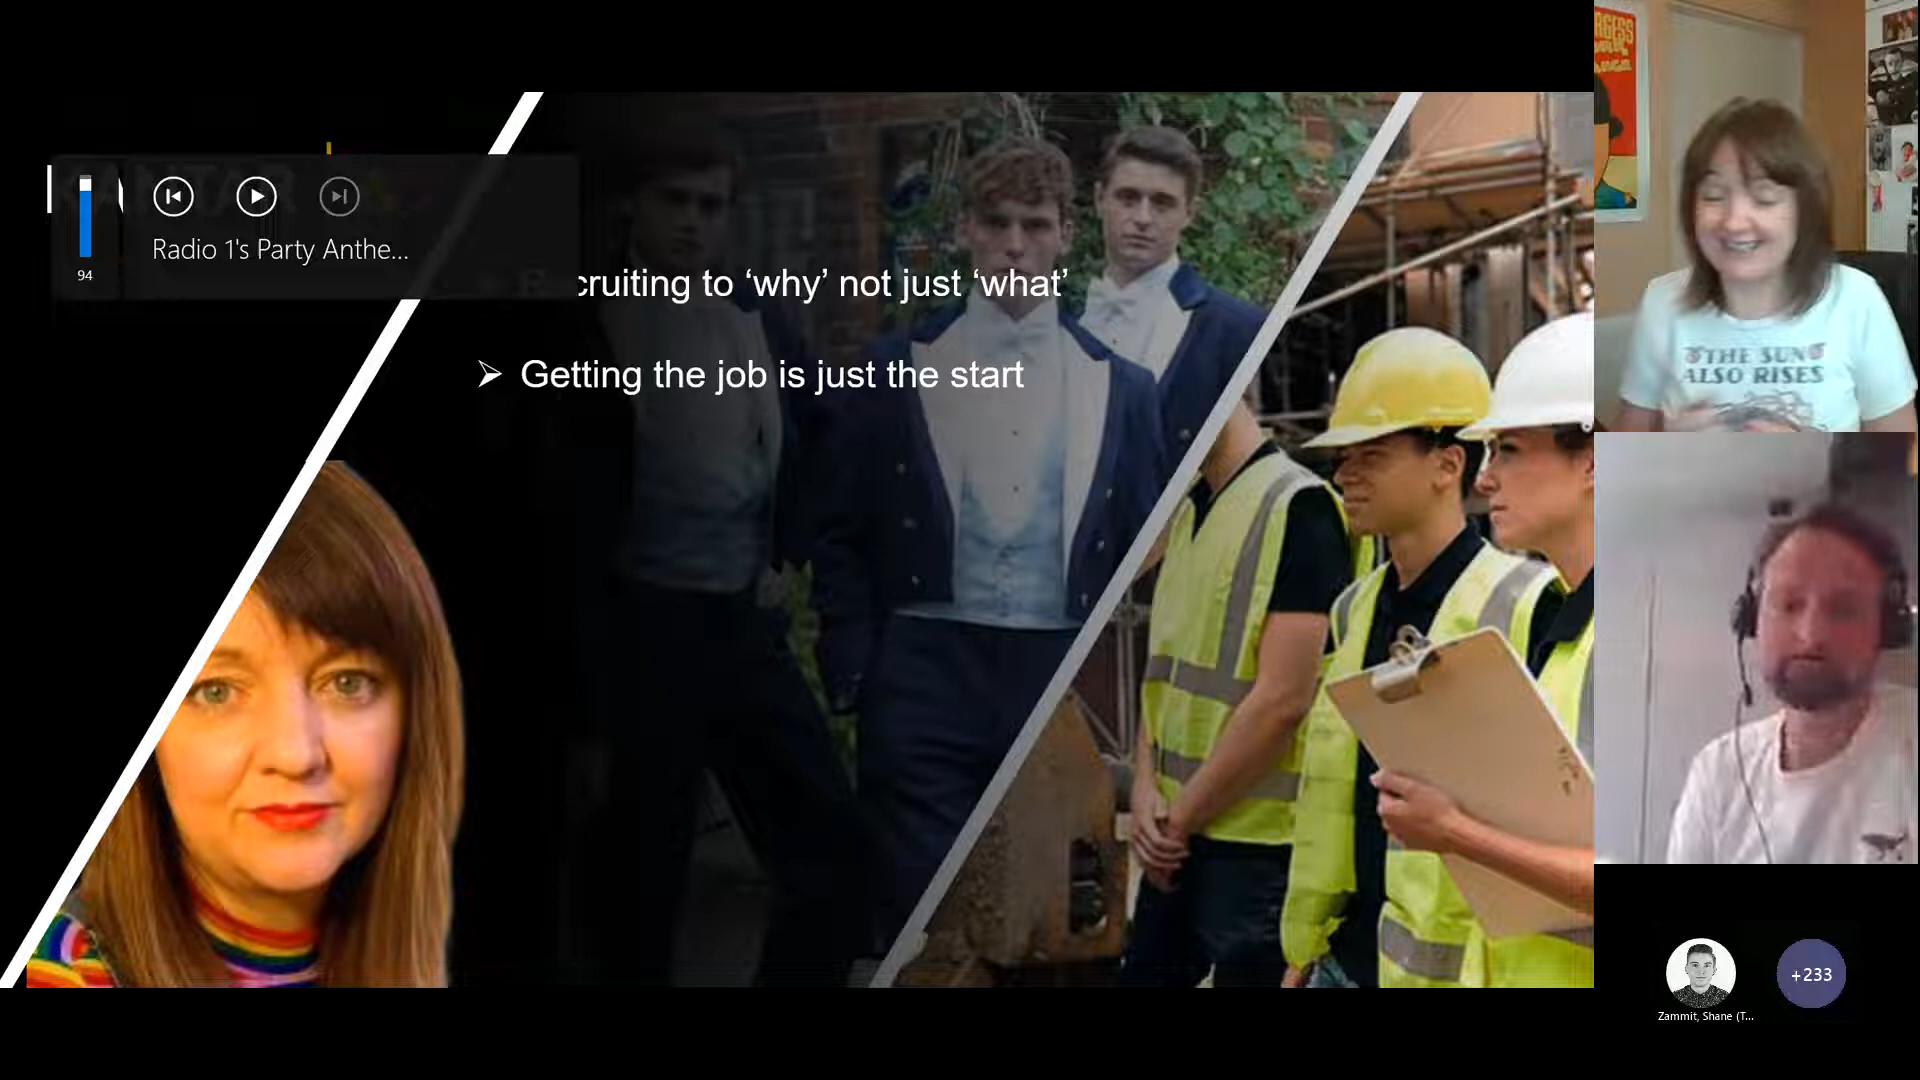 94
Radio 1's Party Anthe...
cruiting to ‘why’ not just ‘what’
➢ Getting the job is just the start
THE SUN
ALSO RISES
Zammit, Shane (T...
+233